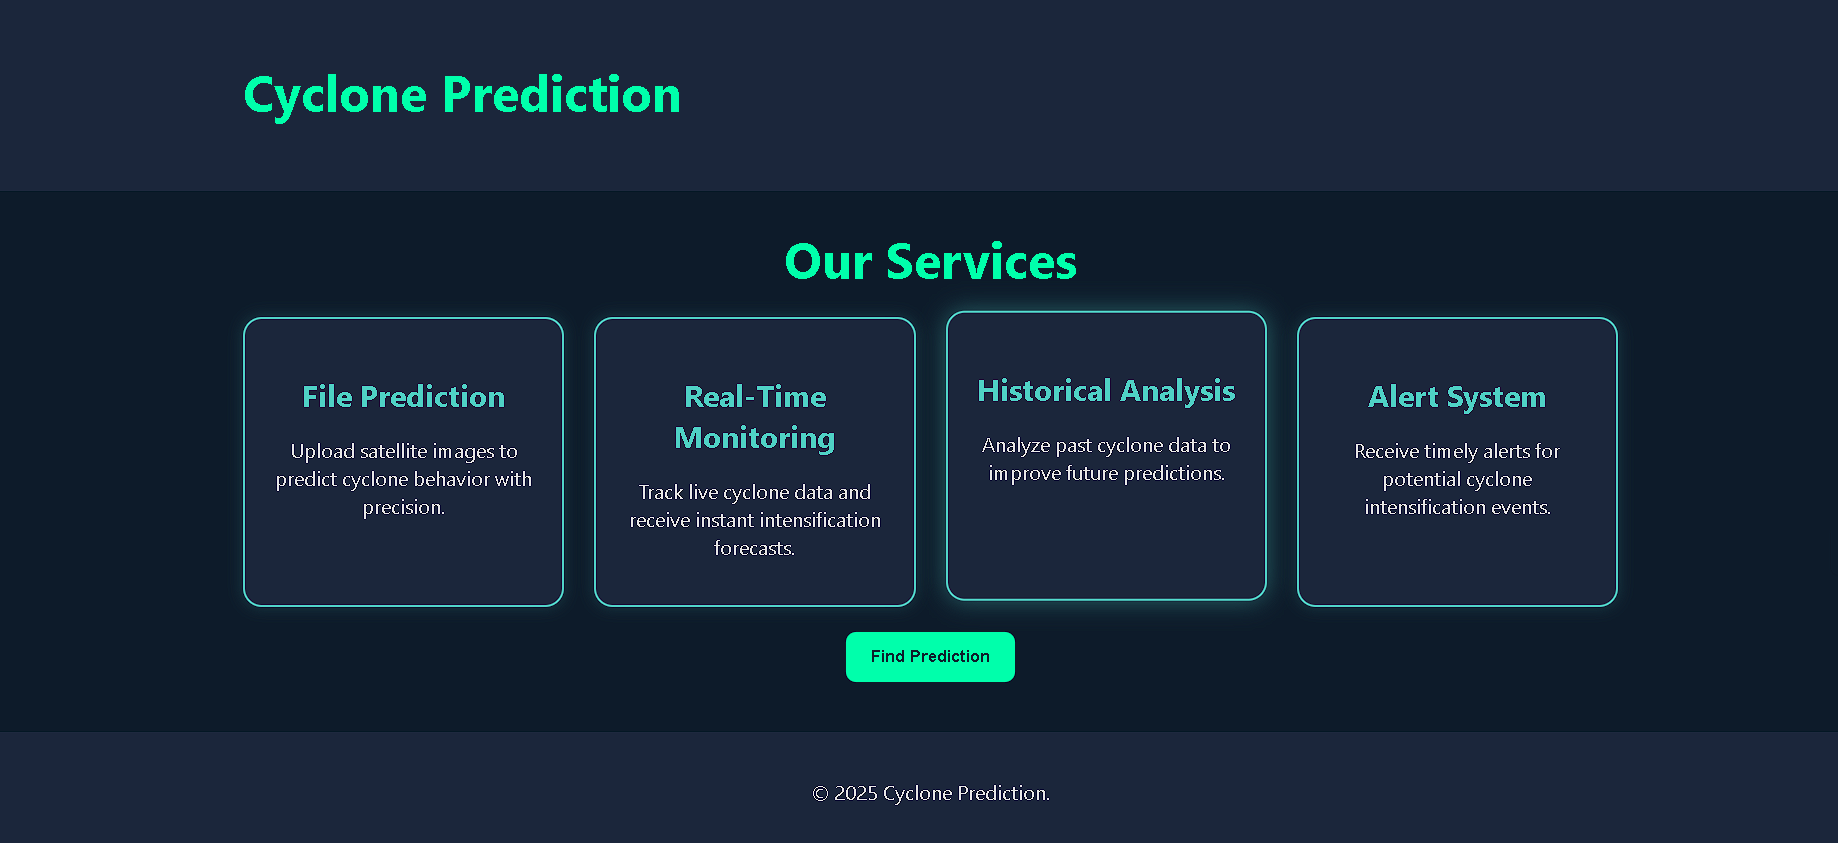 Cyclone Prediction
Our Services
File Prediction
Upload satellite images to
predict cyclone behavior with
precision.
Real-Time
Monitoring
Track live cyclone data and
receive instant intensification
forecasts.
Historical Analysis
Analyze past cyclone data to
improve future predictions.
Alert System
Receive timely alerts for
potential cyclone
intensification events.
Find Prediction
© 2025 Cyclone Prediction.